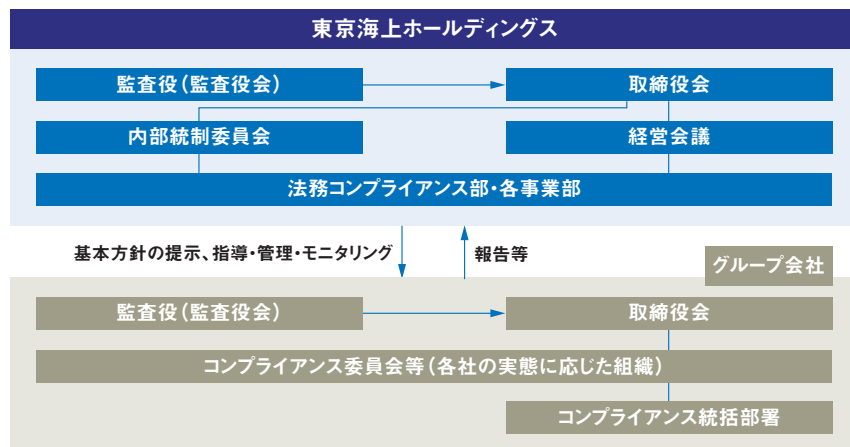 東京海上ホールディングス
監査役（監査役会）
取締役会
内部統制委員会
経営会議
法務コンプライアンス部・各事業部
基本方針の提示、指導・管理・モニタリング
報告等
グループ会社
監査役（監査役会）
取締役会
コンプライアンス委員会等（各社の実態に応じた組織）
コンプライアンス統括部署